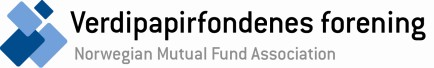 Verdipapirfondenes forening
Norwegian Mutual Fund Association